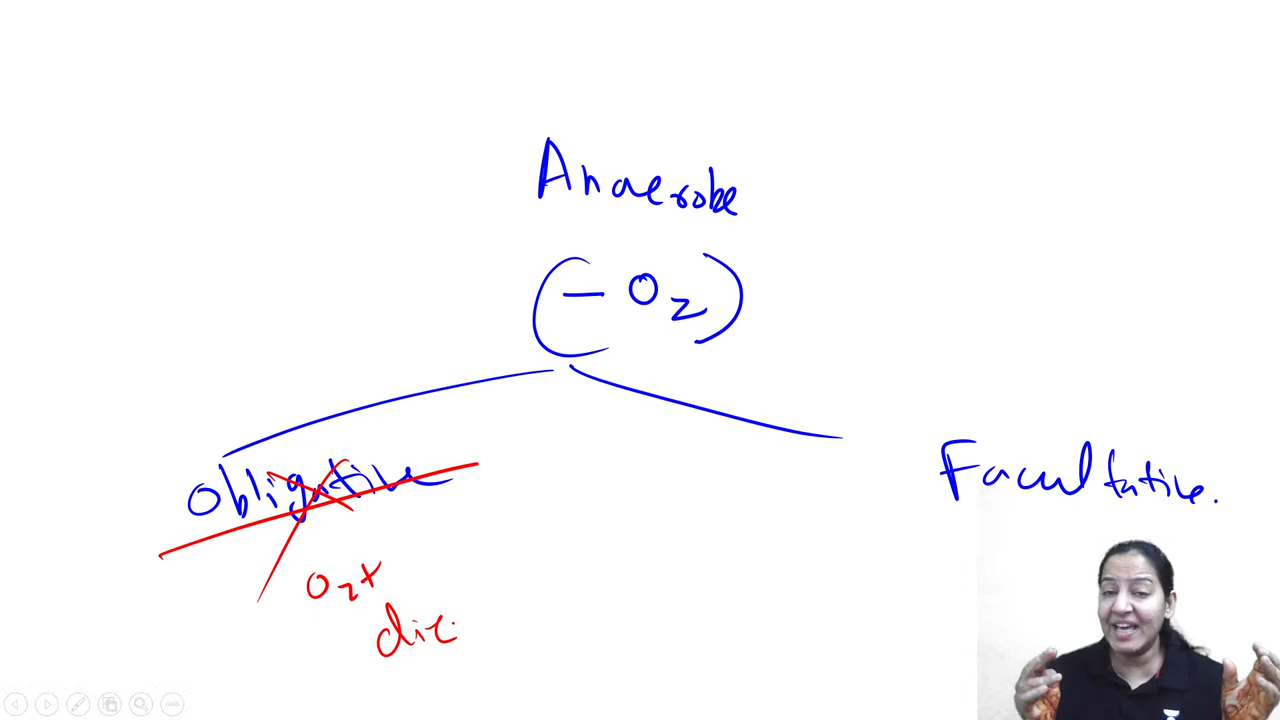 Anaerobe
(- O2)
Obligative
Facultative.
O2+
die.